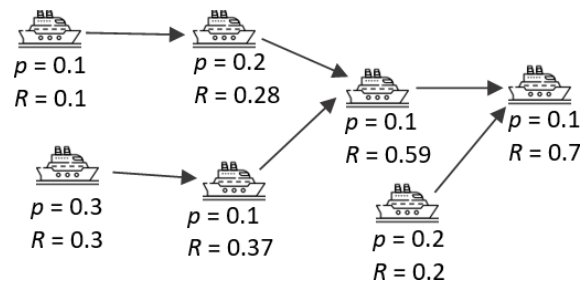 p = 0.1
R = 0.1
p = 0.2
R = 0.28
p = 0.1
R = 0.59
p = 0.1
R = 0.7
p = 0.3
R = 0.3
p = 0.1
R = 0.37
p = 0.2
R = 0.2